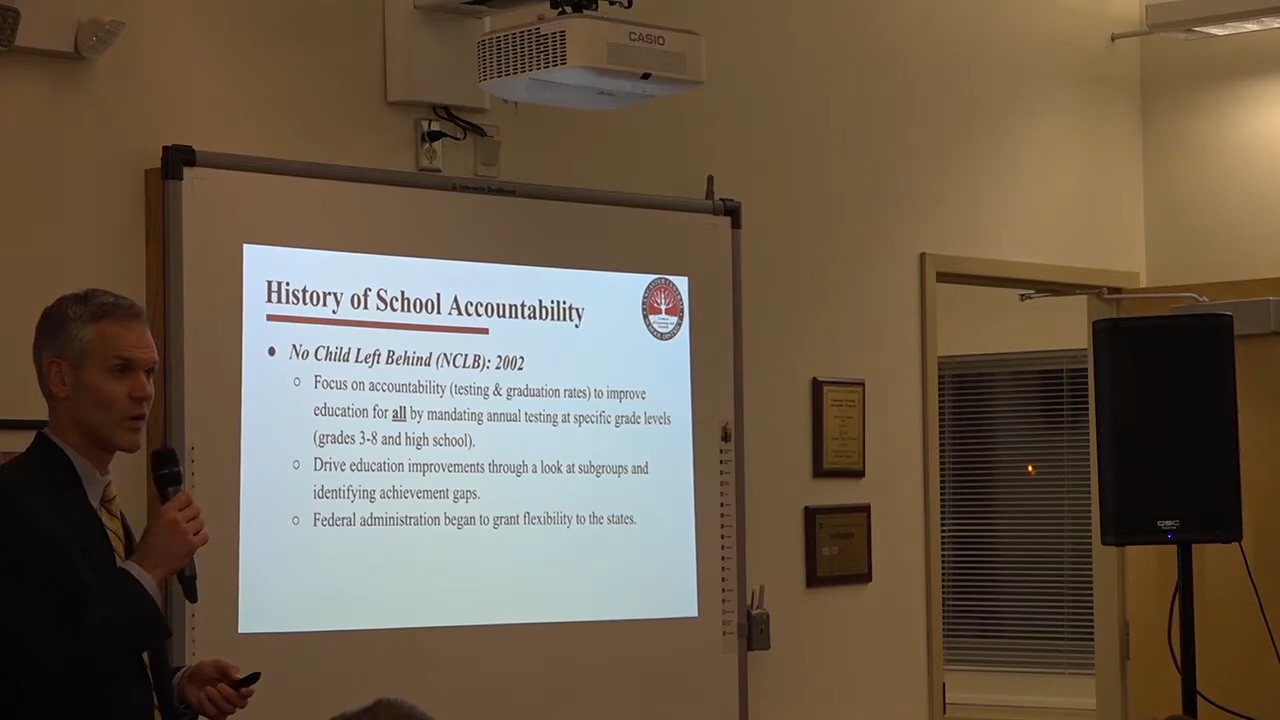 CASIO
History of School Accountability
● No Child Left Behind (NCLB): 2002
○ Focus on accountability (testing & graduation rates) to improve
education for all by mandating annual testing at specific grade levels
(grades 3-8 and high school).
○ Drive education improvements through a look at subgroups and
identifying achievement gaps.
○ Federal administration began to grant flexibility to the states.
QSC